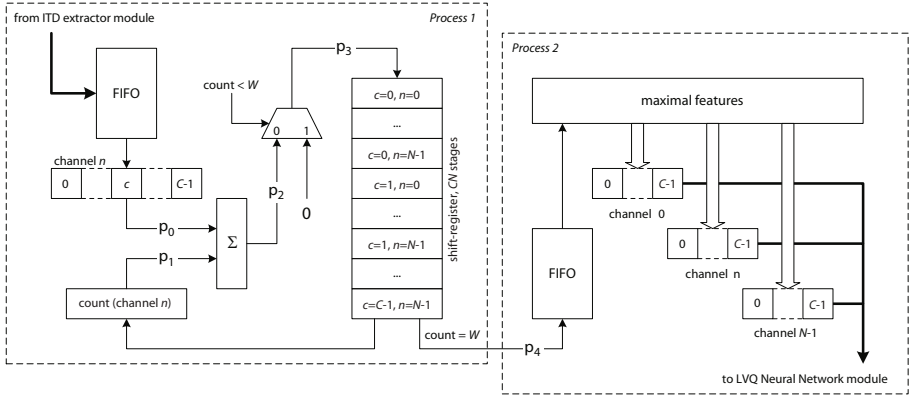 from ITD extractor module
Process 1
FIFO
channel n
0 c C-1
p0
p1
Σ
count (channel n)
p2
count < W
0 1
0
p3
c=0, n=0
...
c=0, n=N-1
c=1, n=0
...
c=1, n=N-1
...
c=C-1, n=N-1
shift-register, CN stages
count = W
p4
Process 2
maximal features
FIFO
0 C-1
channel 0
0 C-1
channel n
0 C-1
channel N-1
to LVQ Neural Network module